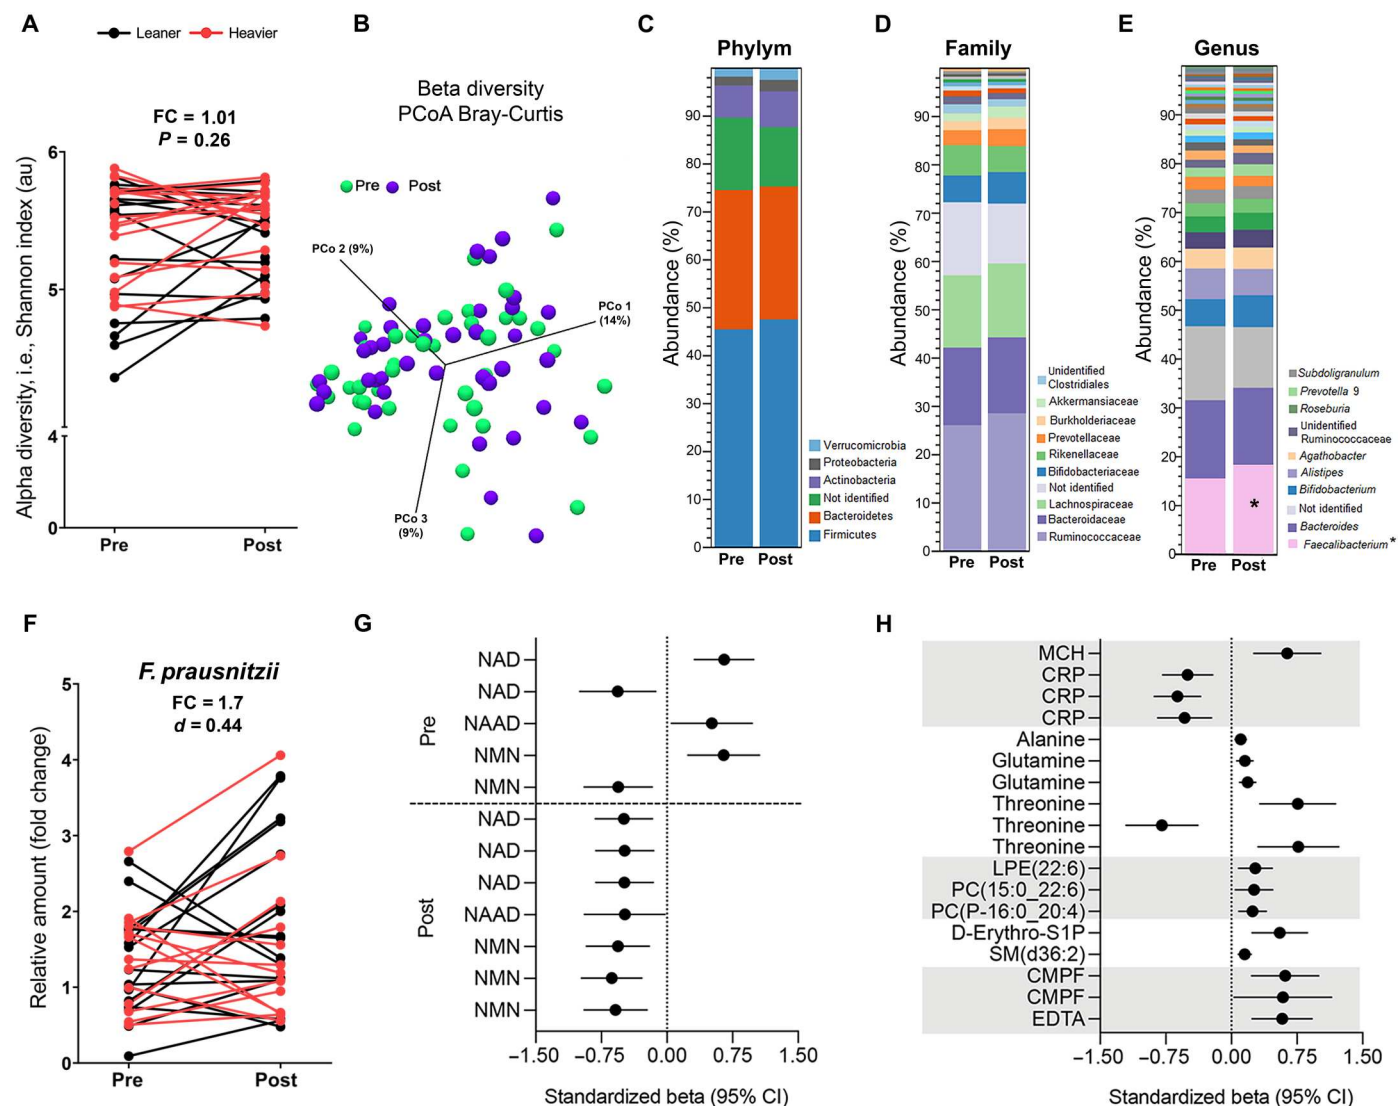 A
Leaner
Heavier
FC = 1.01
P = 0.26
Alpha diversity, i.e., Shannon index (au)
6
5
4
0
Pre
Post
B
Beta diversity
PCoA Bray-Curtis
Pre
Post
PCo 2 (9%)
PCo 1
(14%)
PCo 3
(9%)
C
Phylym
Abundance (%)
90
80
70
60
50
40
30
20
10
0
Pre
Post
Verrucomicrobia
Proteobacteria
Actinobacteria
Not identified
Bacteroidetes
Firmicutes
D
Family
Abundance (%)
90
80
70
60
50
40
30
20
10
0
Pre
Post
Unidentified
Clostridiales
Akkermansiaceae
Burkholderiaceae
Prevotellaceae
Rikenellaceae
Bifidobacteriaceae
Not identified
Lachnospiraceae
Bacteroidaceae
Ruminococcaceae
E
Genus
Abundance (%)
90
80
70
60
50
40
30
20
10
0
*
Pre
Post
Subdoligranulum
Prevotella 9
Roseburia
Unidentified
Ruminococcaceae
Agathobacter
Alistipes
Bifidobacterium
Not identified
Bacteroides
Faecalibacterium*
F
F. prausnitzii
FC = 1.7
d = 0.44
Relative amount (fold change)
5
4
3
2
1
0
Pre
Post
G
Pre
NAD
NAD
NAAD
NMN
NMN
Post
NAD
NAD
NAD
NAAD
NMN
NMN
NMN
−1.50 −0.75 0.00 0.75 1.50
Standardized beta (95% CI)
H
MCH
CRP
CRP
CRP
Alanine
Glutamine
Glutamine
Threonine
Threonine
Threonine
LPE(22:6)
PC(15:0_22:6)
PC(P-16:0_20:4)
D-Erythro-S1P
SM(d36:2)
CMPF
CMPF
EDTA
−1.50 −0.75 0.00 0.75 1.50
Standardized beta (95% CI)